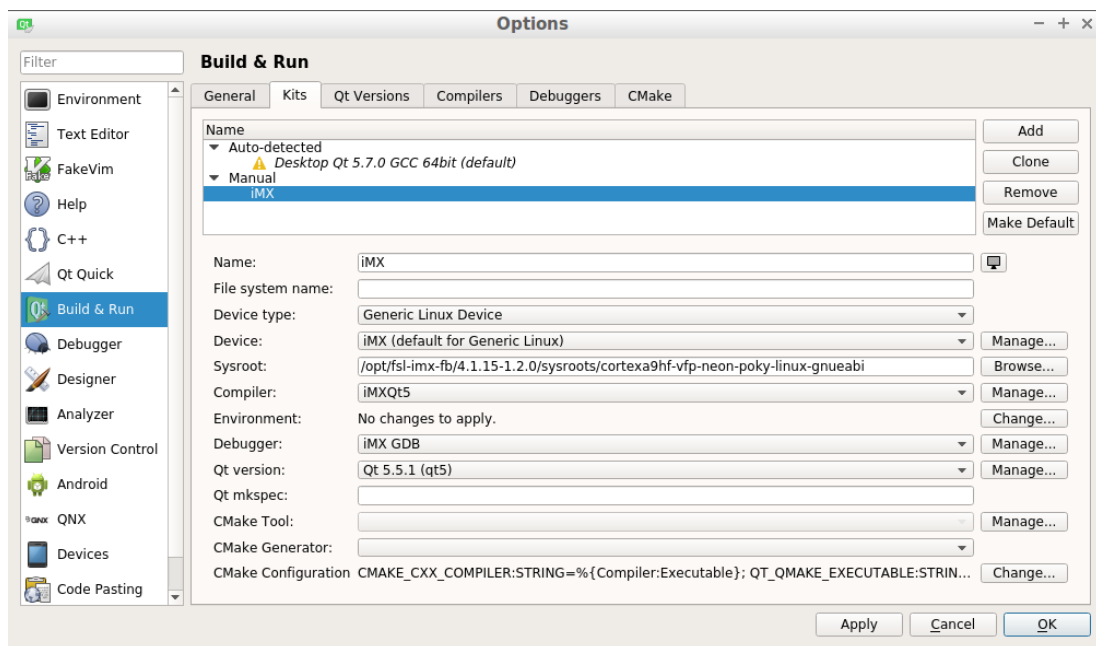 Options
Filter
Environment
Text Editor
FakeVim
Help
C++
Qt Quick
Build & Run
Debugger
Designer
Analyzer
Version Control
Android
QNX
Devices
Code Pasting
Build & Run
General Kits Qt Versions Compilers Debuggers CMake
Name
Auto-detected
Desktop Qt 5.7.0 GCC 64bit (default)
Manual
iMX
Add
Clone
Remove
Make Default
Name: iMX
File system name:
Device type: Generic Linux Device
Device: iMX (default for Generic Linux) Manage...
Sysroot: /opt/fsl-imx-fb/4.1.15-1.2.0/sysroots/cortexa9hf-vfp-neon-poky-linux-gnueabi Browse...
Compiler: iMXQt5 Manage...
Environment: No changes to apply. Change...
Debugger: iMX GDB Manage...
Qt version: Qt 5.5.1 (qt5) Manage...
Qt mkspec:
CMake Tool: Manage...
CMake Generator:
CMake Configuration CMAKE_CXX_COMPILER:STRING=%{Compiler:Executable}; QT_QMAKE_EXECUTABLE:STRIN... Change...
Apply Cancel OK